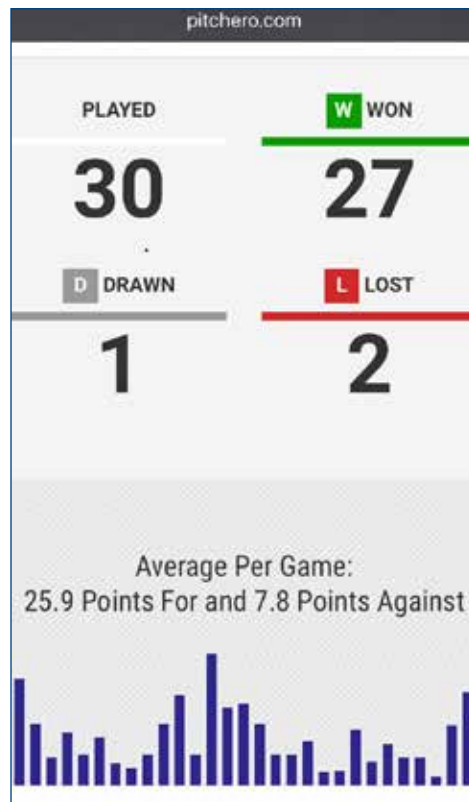 pitchero.com
PLAYED
W WON
30
27
D DRAWN
L LOST
1
2
Average Per Game:
25.9 Points For and 7.8 Points Against